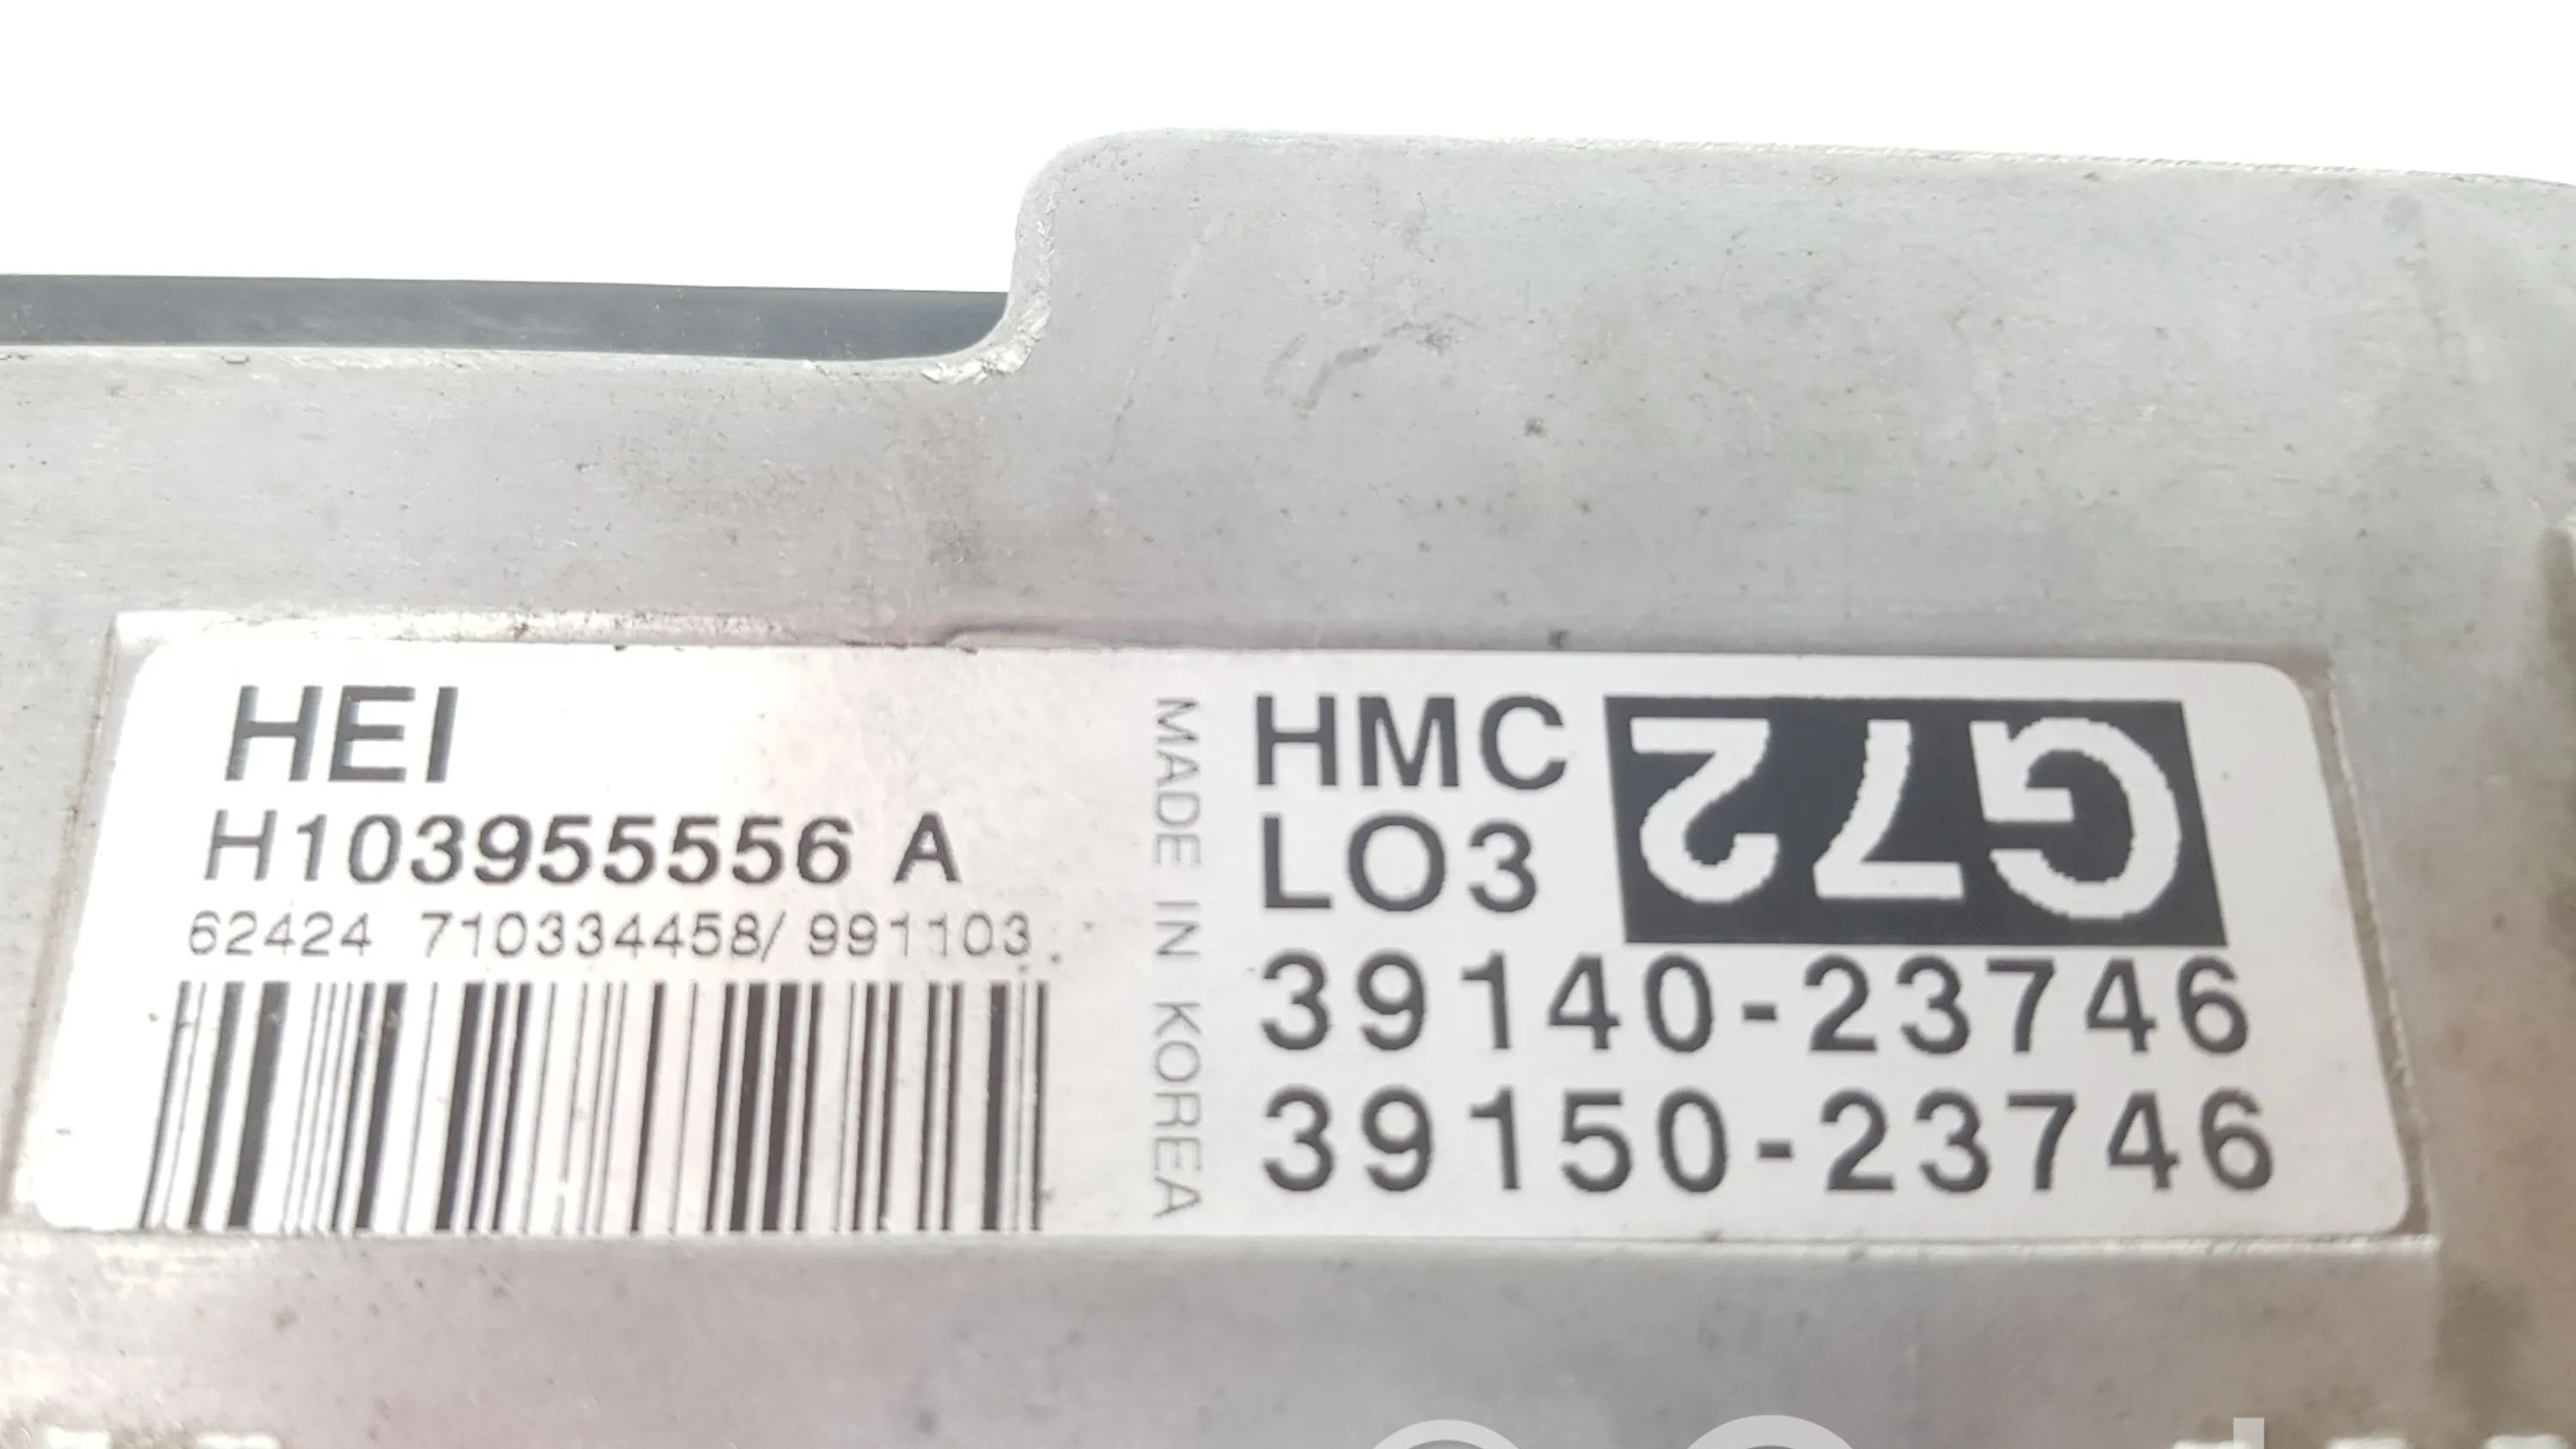 HEI
H103955556 A
62424 710334458/991103
MADE IN KOREA
HMC
LO3
G72
39140-23746
39150-23746